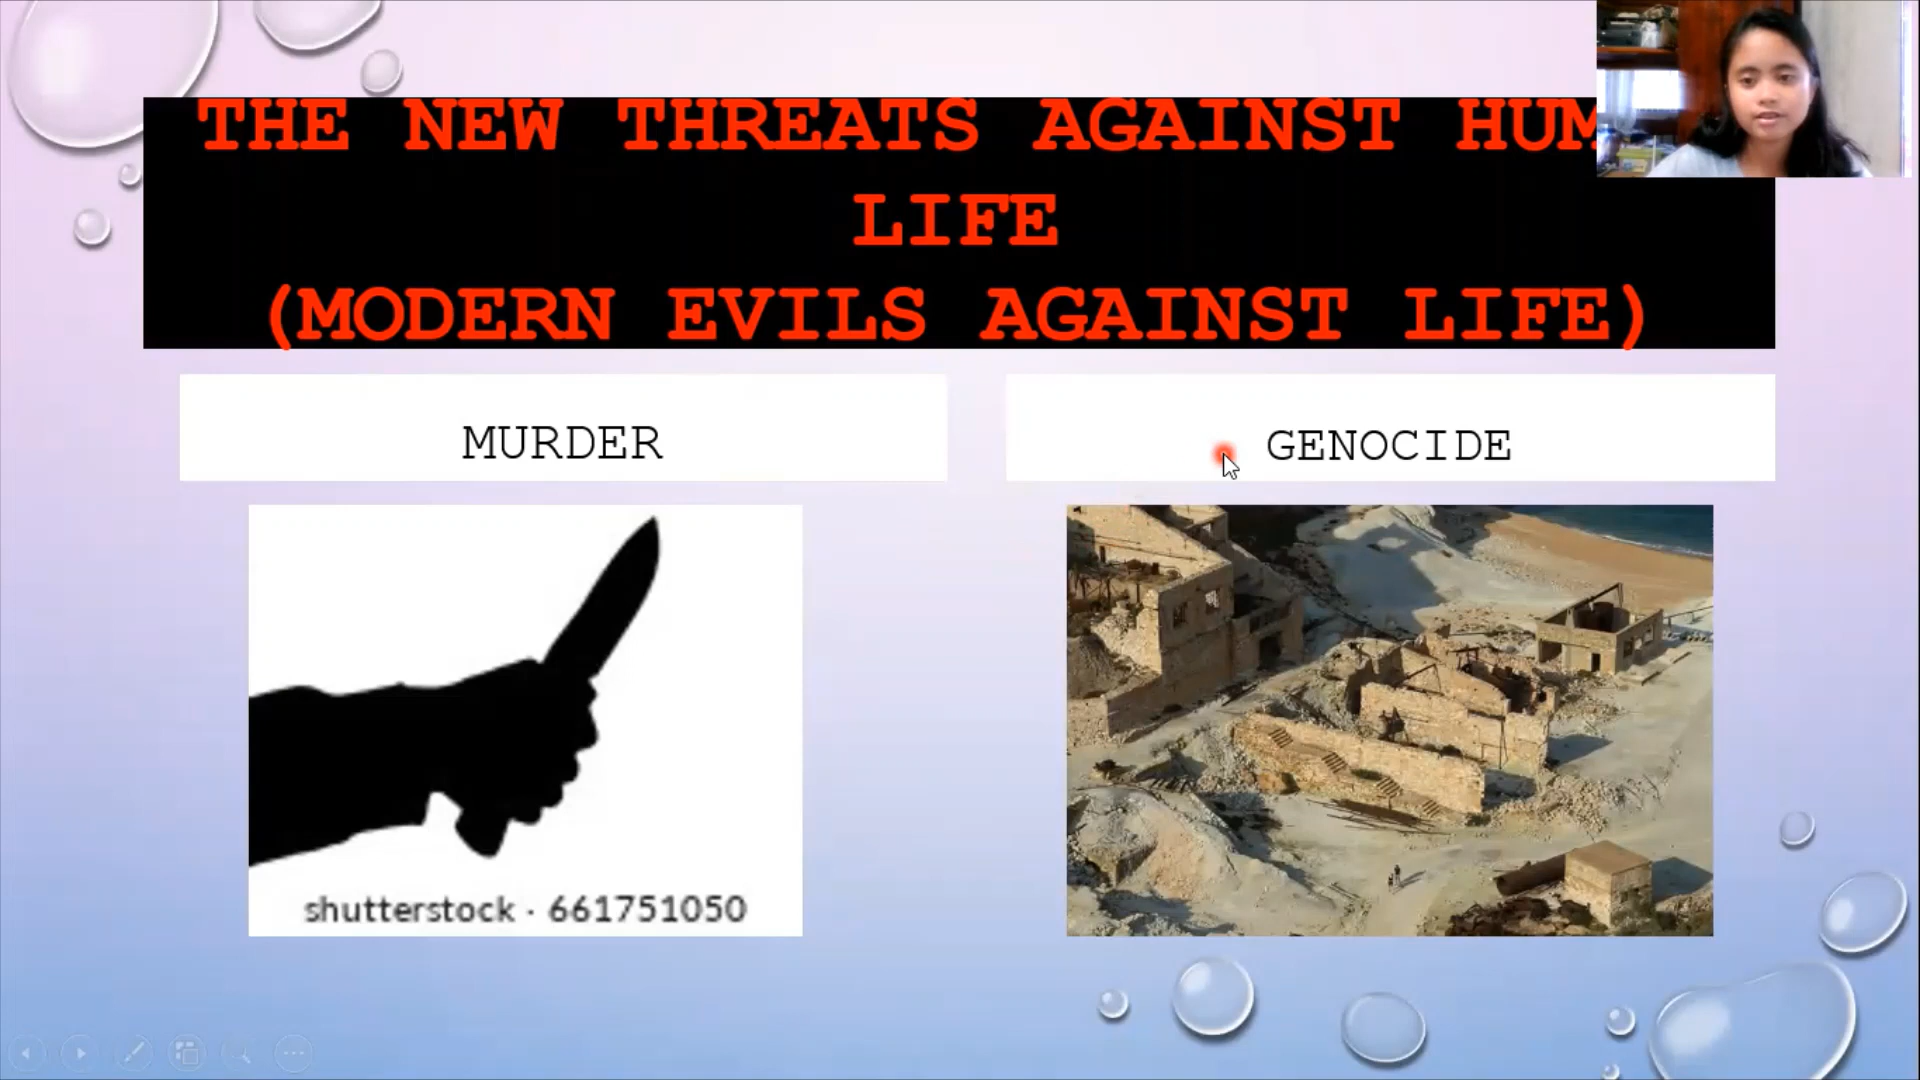 THE NEW THREATS AGAINST HUM
LIFE
(MODERN EVILS AGAINST LIFE)
MURDER
GENOCIDE
shutterstock · 661751050